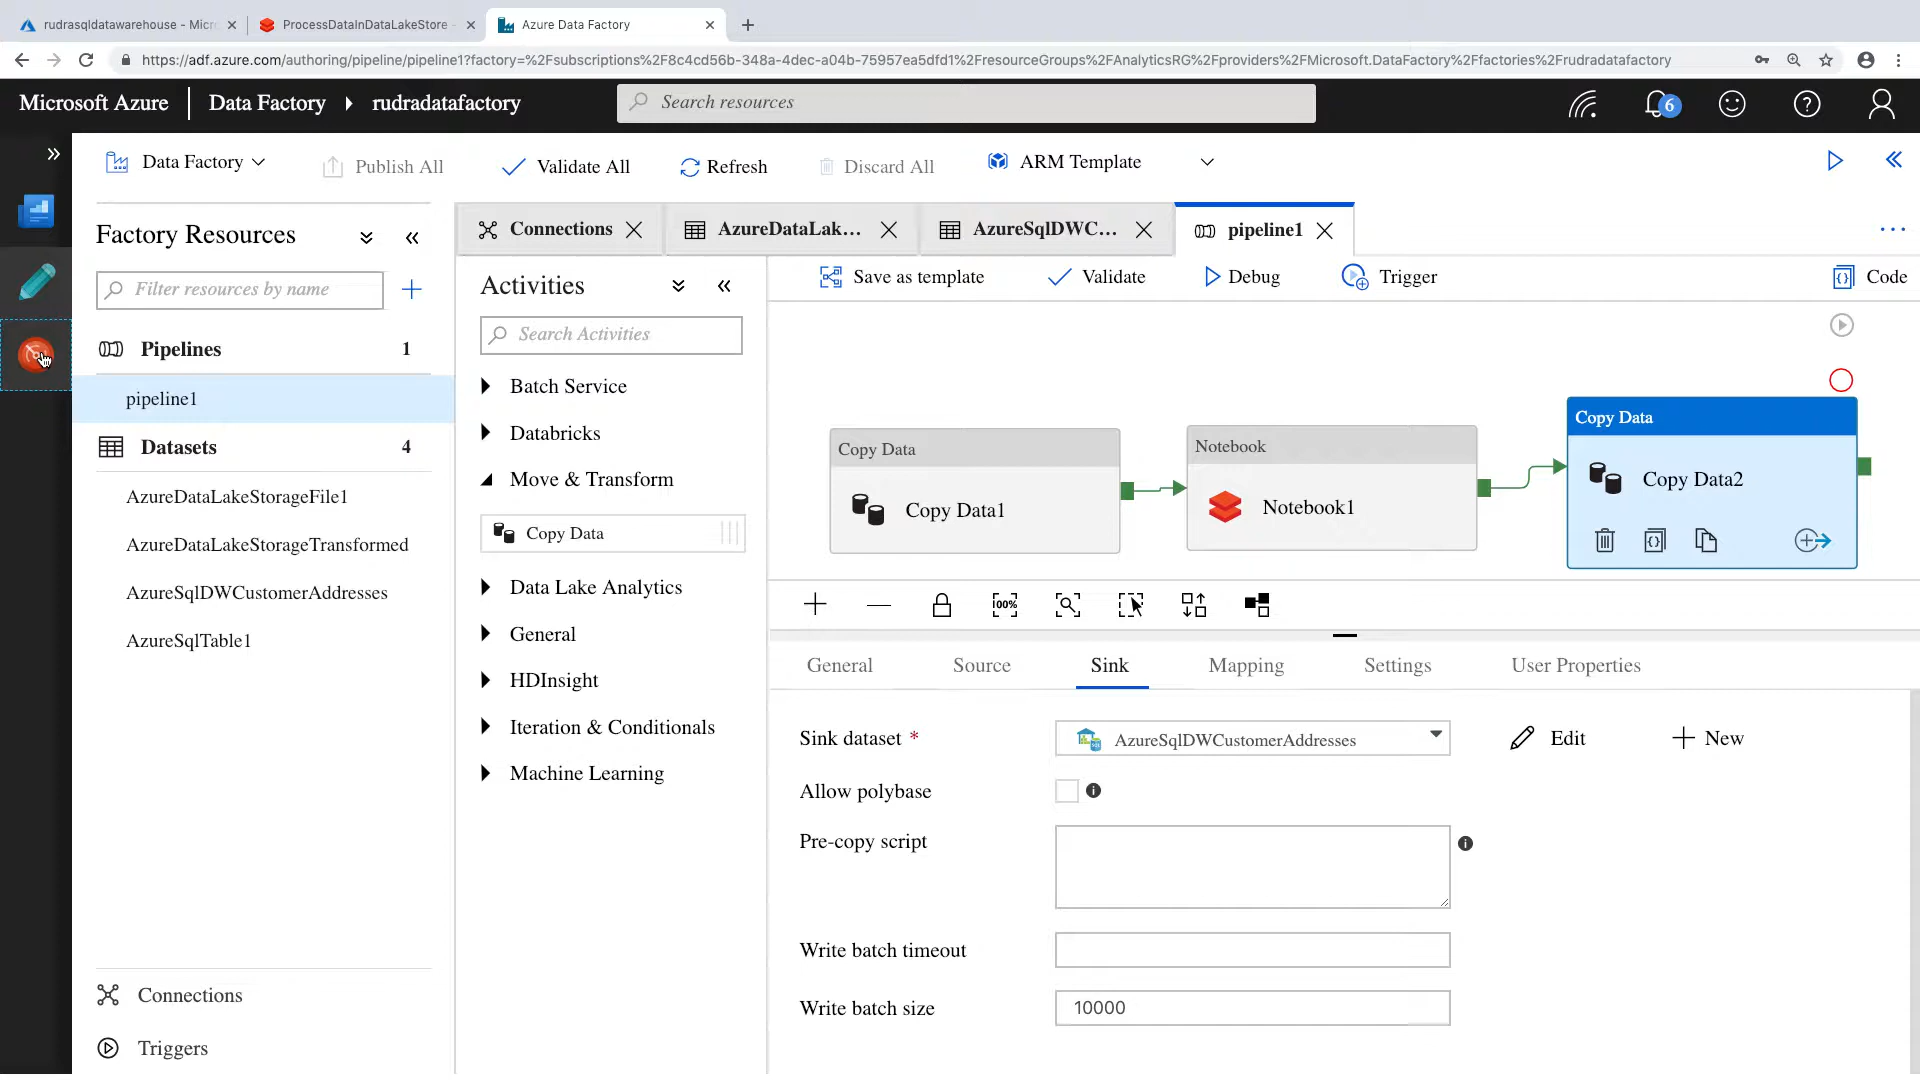 rudrasqldatawarehouse - Micr
ProcessDataInDataLakeStore -
Azure Data Factory
https://adf.azure.com/authoring/pipeline/pipeline1?factory=%2Fsubscriptions%2F8c4cd56b-348a-4dec-a04b-75957ea5dfd1%2FresourceGroups%2FAnalyticsRG%2Fproviders%2FMicrosoft.DataFactory%2Ffactories%2Frudradatafactory
Microsoft Azure
Data Factory
rudradatafactory
Search resources
6
Data Factory
Publish All
Validate All
Refresh
Discard All
ARM Template
Factory Resources
Filter resources by name
Pipelines 1
pipeline1
Datasets 4
AzureDataLakeStorageFile1
AzureDataLakeStorageTransformed
AzureSqlDWCustomerAddresses
AzureSqlTable1
Connections
Triggers
Connections
AzureDataLak...
AzureSqlDWC...
pipeline1
Activities
Search Activities
Batch Service
Databricks
Move & Transform
Copy Data
Data Lake Analytics
General
HDInsight
Iteration & Conditionals
Machine Learning
Save as template
Validate
Debug
Trigger
Code
Copy Data
Copy Data1
Notebook
Notebook1
Copy Data
Copy Data2
100%
General
Source
Sink
Mapping
Settings
User Properties
Sink dataset *
AzureSqlDWCustomerAddresses
Edit
New
Allow polybase
Pre-copy script
Write batch timeout
Write batch size
10000